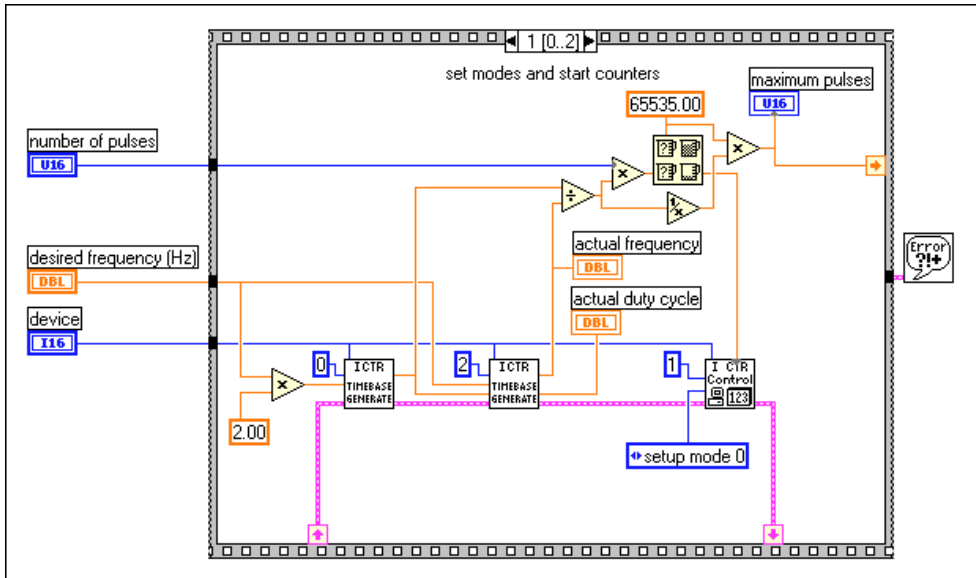 1 [0..2]
set modes and start counters
maximum pulses
U16
65535.00
number of pulses
U16
×
×
÷
1/x
desired frequency (Hz)
DBL
actual frequency
DBL
Error
?!+
device
I16
actual duty cycle
DBL
0
ICTR
TIMEBASE
GENERATE
2
ICTR
TIMEBASE
GENERATE
1
I CTR
Control
123
×
2.00
setup mode 0